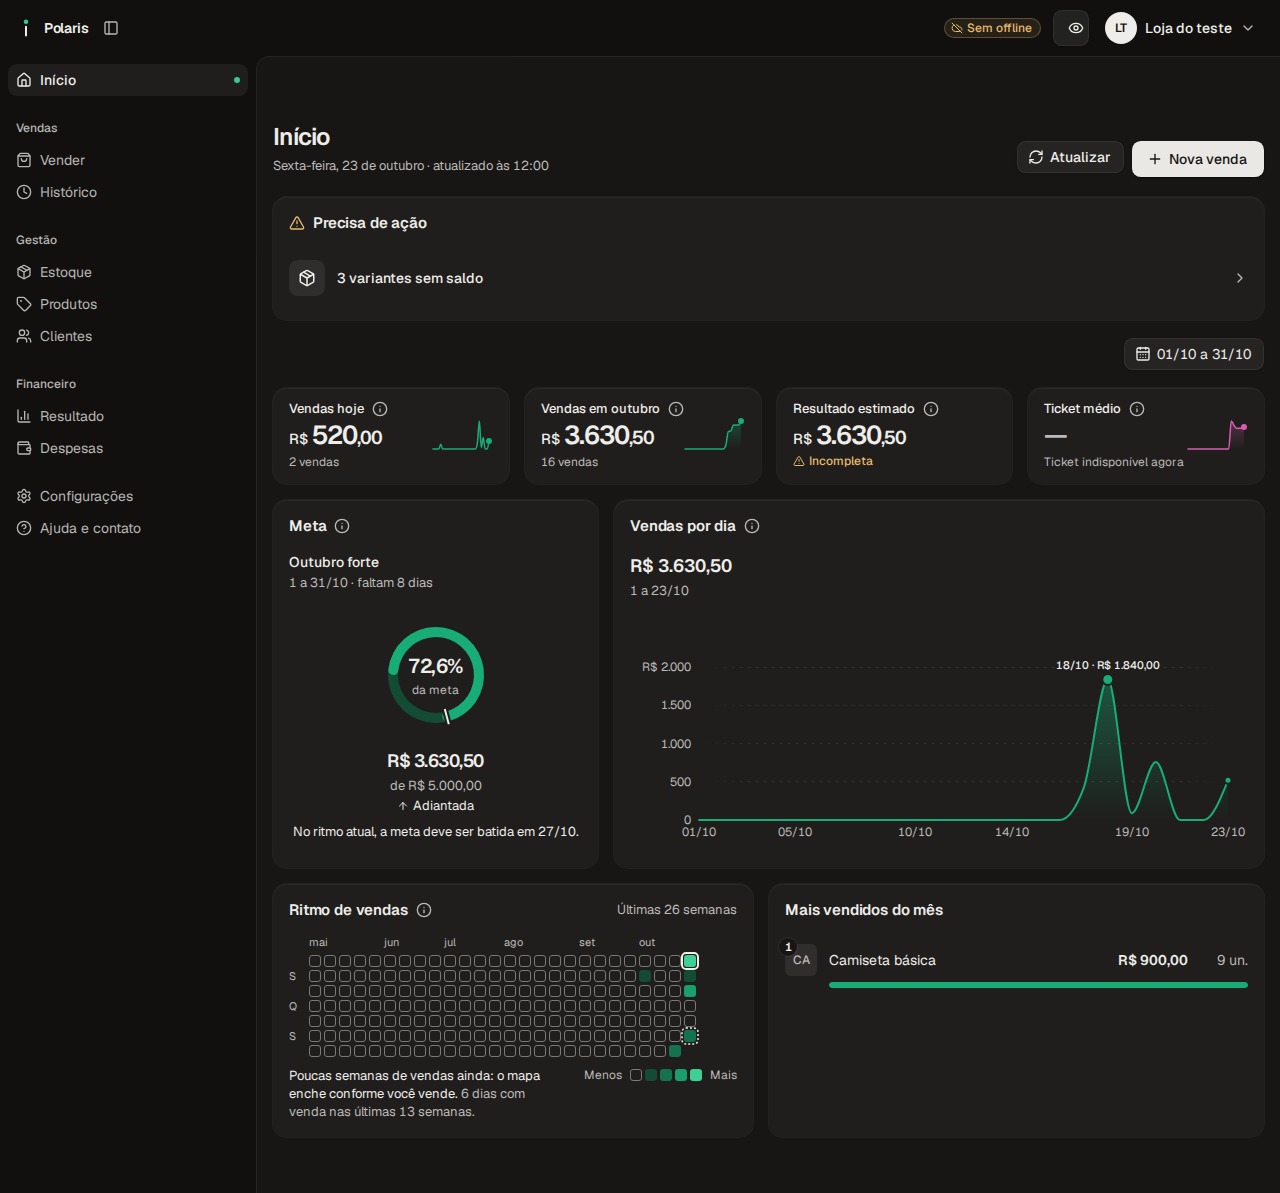 Polaris
Sem offline
LT
Loja do teste
Início
Vendas
Vender
Histórico
Gestão
Estoque
Produtos
Clientes
Financeiro
Resultado
Despesas
Configurações
Ajuda e contato
Início
Sexta-feira, 23 de outubro · atualizado às 12:00
Atualizar
Nova venda
Precisa de ação
3 variantes sem saldo
01/10 a 31/10
Vendas hoje
R$ 520,00
2 vendas
Vendas em outubro
R$ 3.630,50
16 vendas
Resultado estimado
R$ 3.630,50
Incompleta
Ticket médio
—
Ticket indisponível agora
Meta
Outubro forte
1 a 31/10 · faltam 8 dias
72,6%
da meta
R$ 3.630,50
de R$ 5.000,00
Adiantada
No ritmo atual, a meta deve ser batida em 27/10.
Vendas por dia
R$ 3.630,50
1 a 23/10
18/10 · R$ 1.840,00
R$ 2.000
1.500
1.000
500
0
01/10 05/10 10/10 14/10 19/10 23/10
Ritmo de vendas
Últimas 26 semanas
mai jun jul ago set out
S
Q
S
Poucas semanas de vendas ainda: o mapa
enche conforme você vende. 6 dias com
venda nas últimas 13 semanas.
Menos Mais
Mais vendidos do mês
1
CA
Camiseta básica
R$ 900,00
9 un.